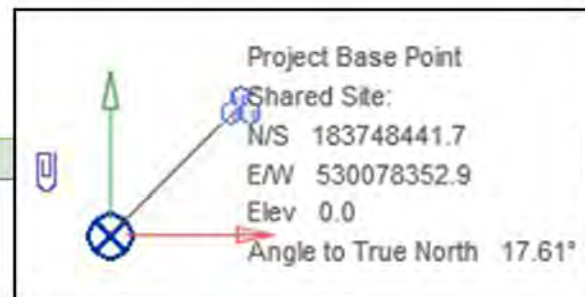 Project Base Point
Shared Site:
N/S 183748441.7
E/W 530078352.9
Elev 0.0
Angle to True North 17.61°